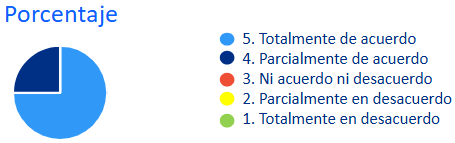 Porcentaje
5. Totalmente de acuerdo
4. Parcialmente de acuerdo
3. Ni acuerdo ni desacuerdo
2. Parcialmente en desacuerdo
1. Totalmente en desacuerdo